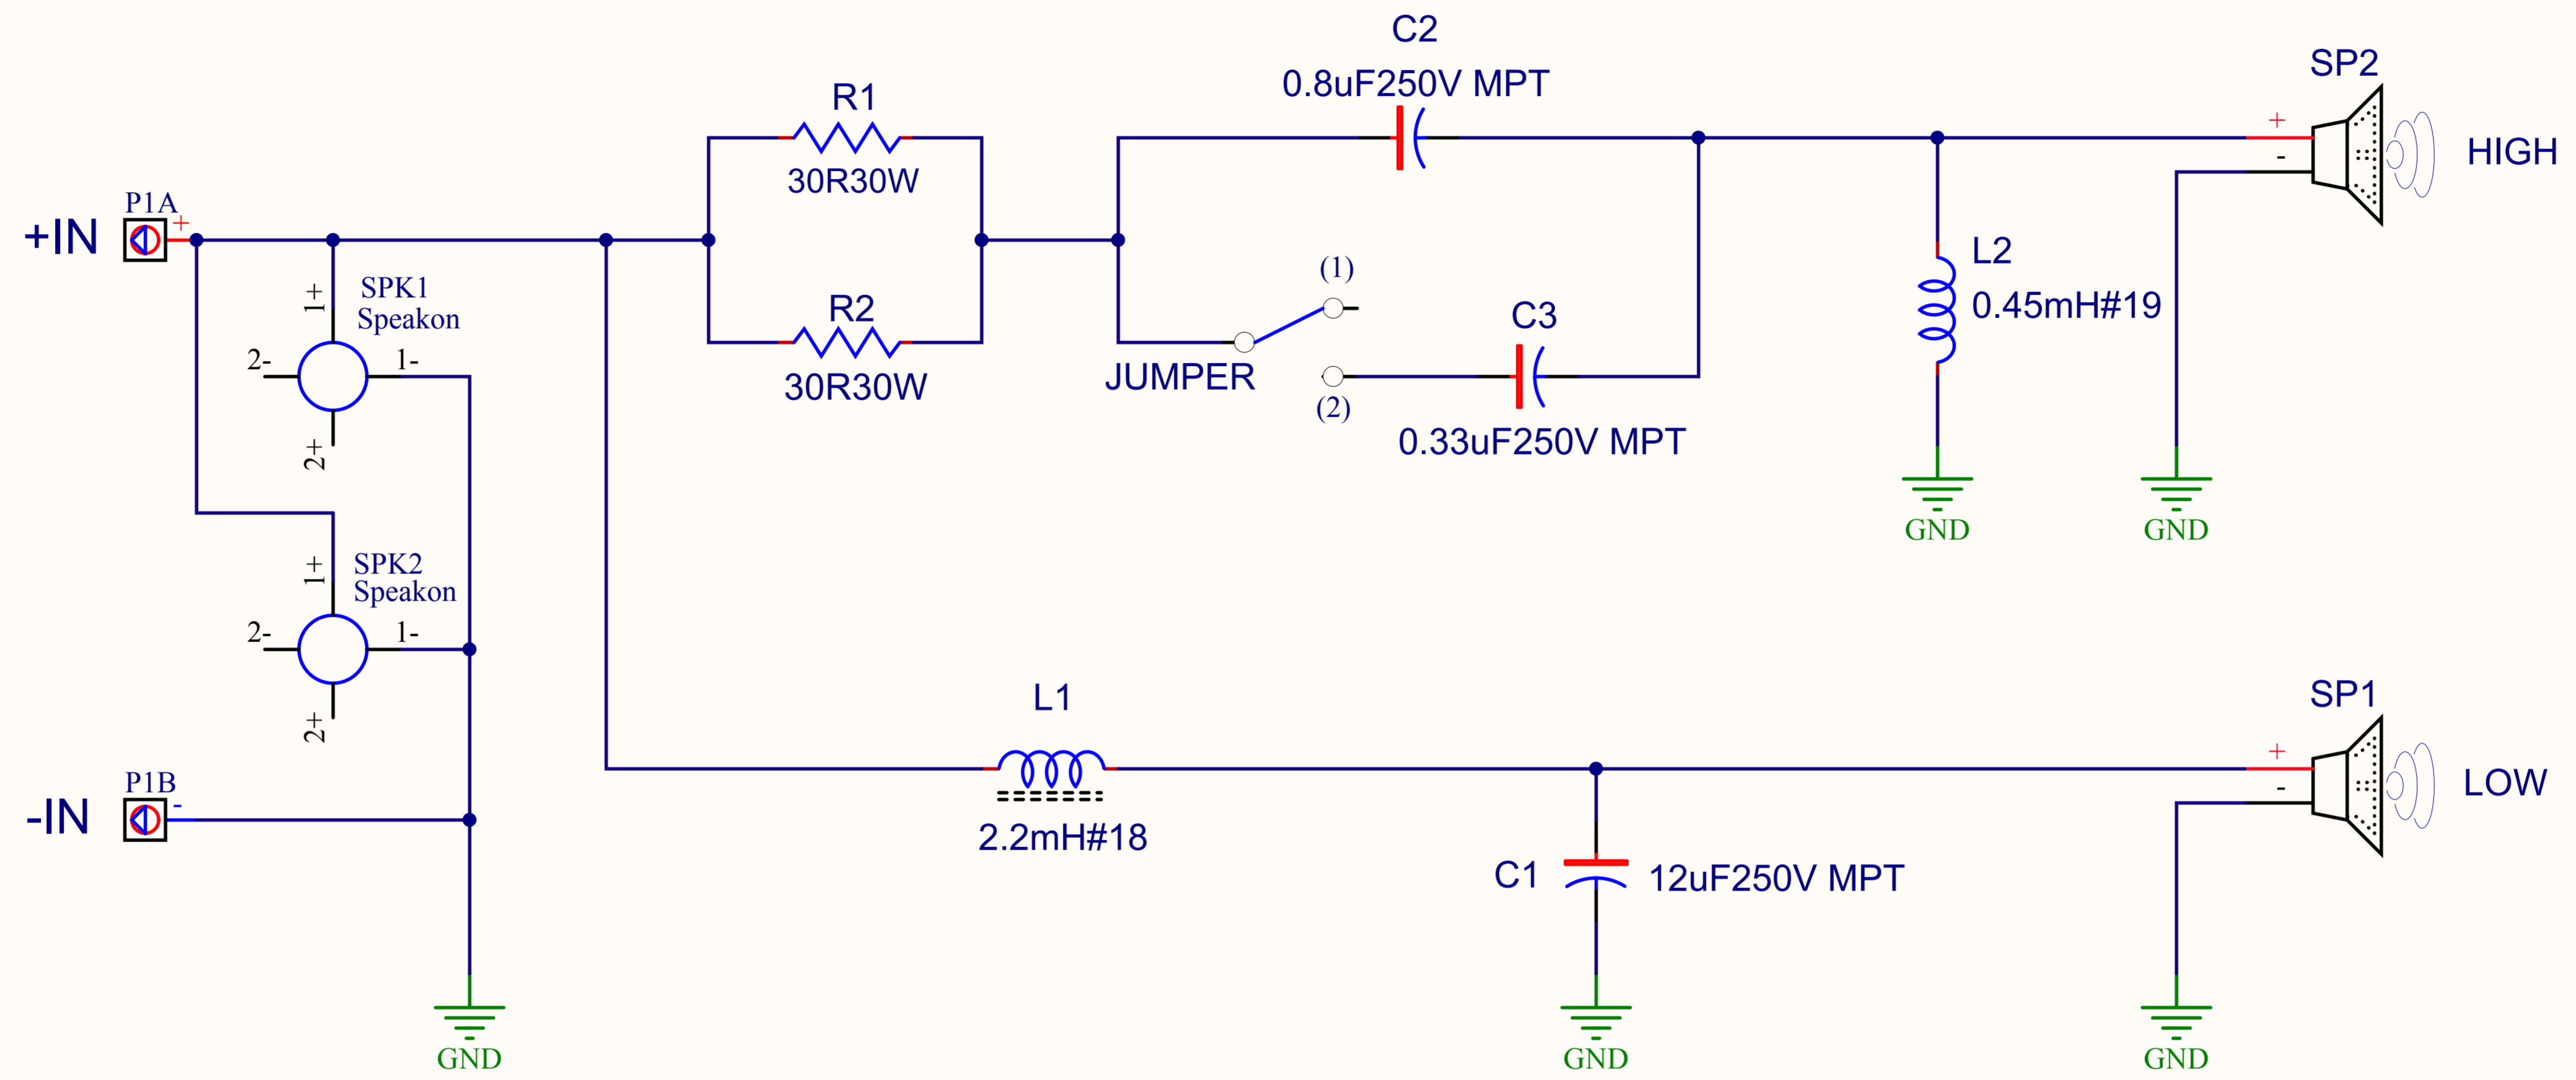 C2
0.8uF250V MPT
SP2
+
-
HIGH
R1
30R30W
P1A
+
+IN
SPK1
Speakon
1+
2-
1-
2+
R2
30R30W
(1)
JUMPER
(2)
C3
0.33uF250V MPT
L2
0.45mH#19
GND
GND
SPK2
Speakon
1+
2-
1-
2+
L1
2.2mH#18
SP1
+
-
LOW
P1B
-
-IN
C1
12uF250V MPT
GND
GND
GND